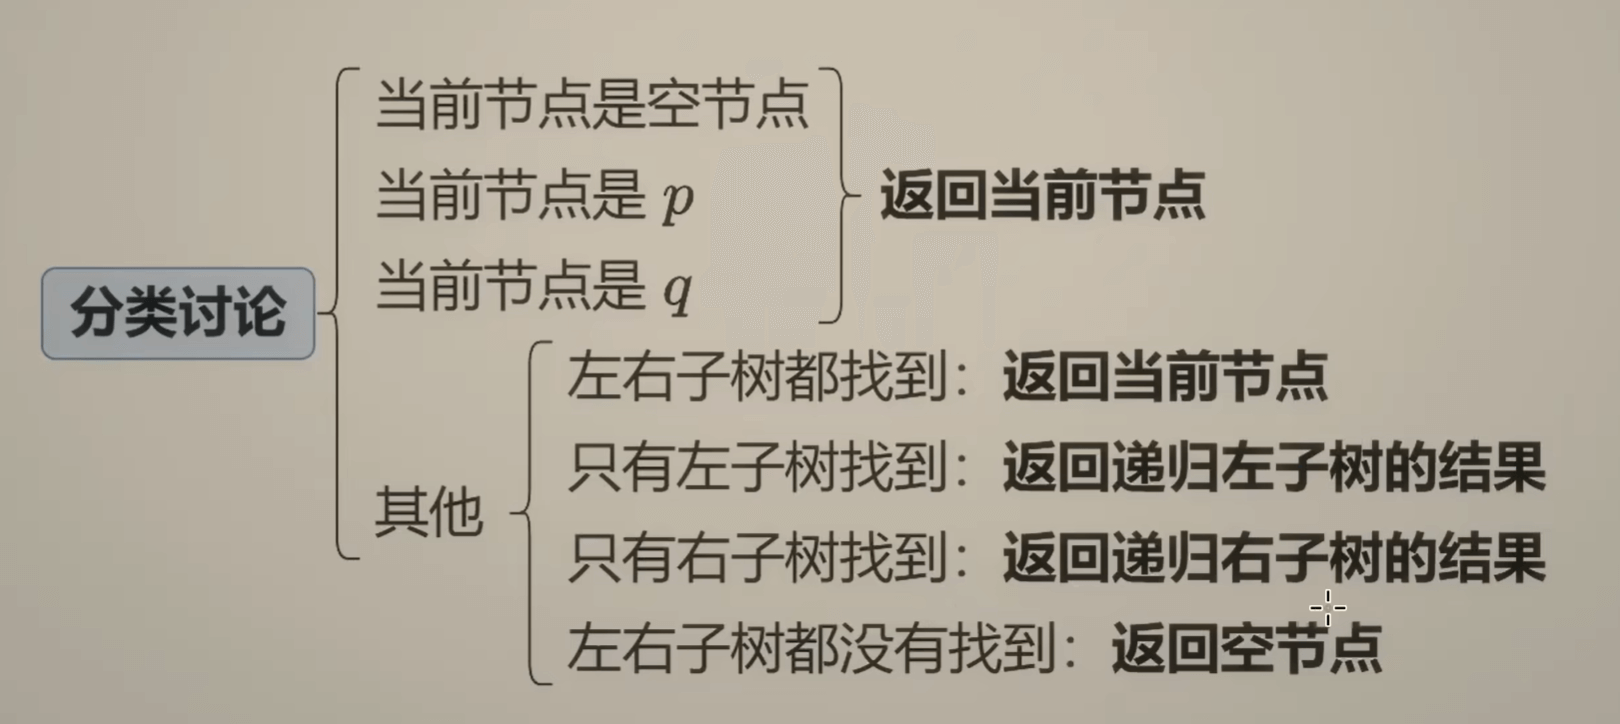 当前节点是空节点
当前节点是 p
返回当前节点
当前节点是 q
分类讨论
左右子树都找到：返回当前节点
只有左子树找到：返回递归左子树的结果
其他
只有右子树找到：返回递归右子树的结果
左右子树都没有找到：返回空节点